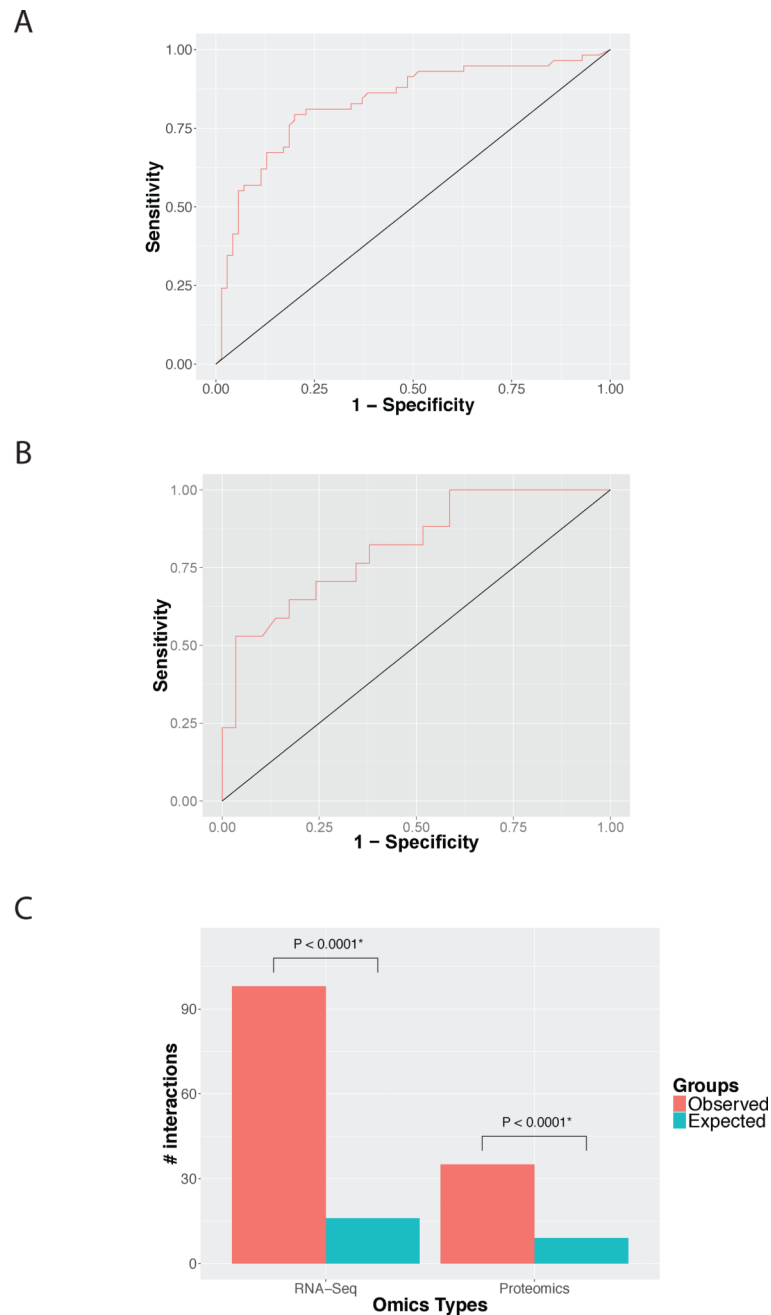 A
1.00
0.75
0.50
0.25
0.00
Sensitivity
0.00 0.25 0.50 0.75 1.00
1 − Specificity
B
1.00
0.75
0.50
0.25
0.00
Sensitivity
0.00 0.25 0.50 0.75 1.00
1 − Specificity
C
P < 0.0001*
90
60
30
0
# interactions
P < 0.0001*
Groups
Observed
Expected
RNA−Seq Proteomics
Omics Types